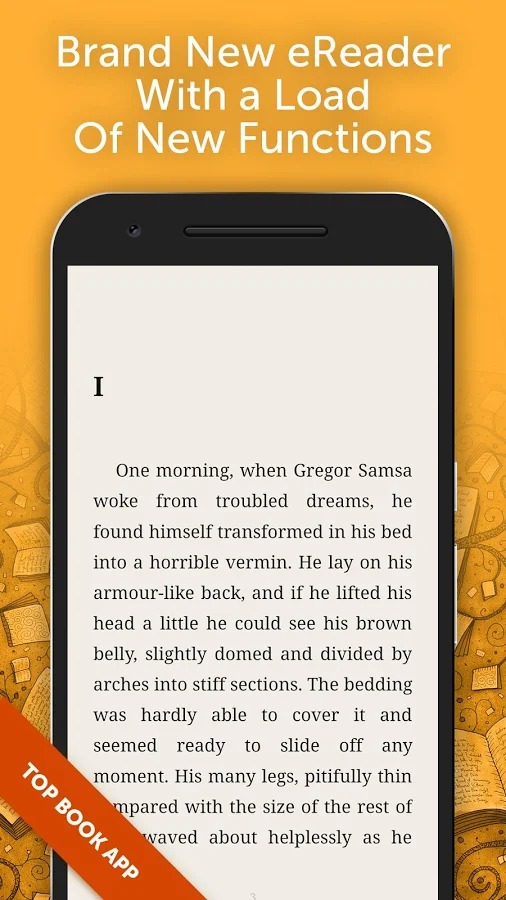 Brand New eReader
With a Load
Of New Functions
I
One morning, when Gregor Samsa
woke from troubled dreams, he
found himself transformed in his bed
into a horrible vermin. He lay on his
armour-like back, and if he lifted his
head a little he could see his brown
belly, slightly domed and divided by
arches into stiff sections. The bedding
was hardly able to cover it and
seemed ready to slide off any
moment. His many legs, pitifully thin
mpared with the size of the rest of
waved about helplessly as he
3
TOP BOOK APP